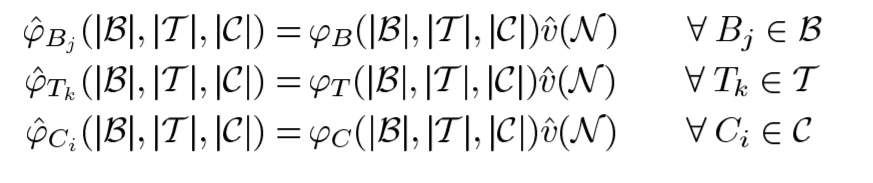 φ̂_{B_j}(|ℬ|, |𝒯|, |𝒞|) = φ_B(|ℬ|, |𝒯|, |𝒞|)v̂(𝒩) ∀ B_j ∈ ℬ
φ̂_{T_k}(|ℬ|, |𝒯|, |𝒞|) = φ_T(|ℬ|, |𝒯|, |𝒞|)v̂(𝒩) ∀ T_k ∈ 𝒯
φ̂_{C_i}(|ℬ|, |𝒯|, |𝒞|) = φ_C(|ℬ|, |𝒯|, |𝒞|)v̂(𝒩) ∀ C_i ∈ 𝒞